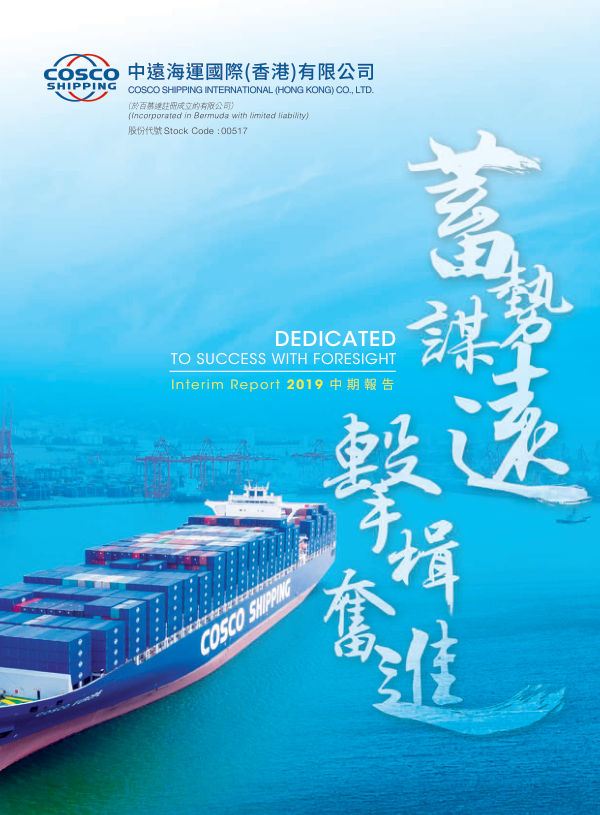 COSCO
SHIPPING
中遠海運國際(香港)有限公司
COSCO SHIPPING INTERNATIONAL (HONG KONG) CO., LTD.
(於百慕達註冊成立的有限公司)
(Incorporated in Bermuda with limited liability)
股份代號 Stock Code : 00517
蓄勢
謀遠
擊楫
奮進
DEDICATED
TO SUCCESS WITH FORESIGHT
Interim Report 2019 中期報告
COSCO SHIPPING
COSCO EUROPE